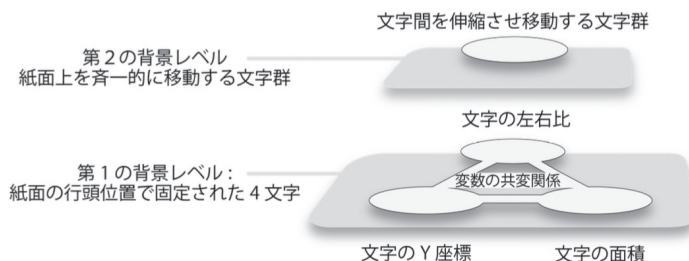 文字間を伸縮させ移動する文字群
第2の背景レベル
紙面上を斉一的に移動する文字群
文字の左右比
第1の背景レベル:
紙面の行頭位置で固定された4文字
変数の共変関係
文字のY座標
文字の面積